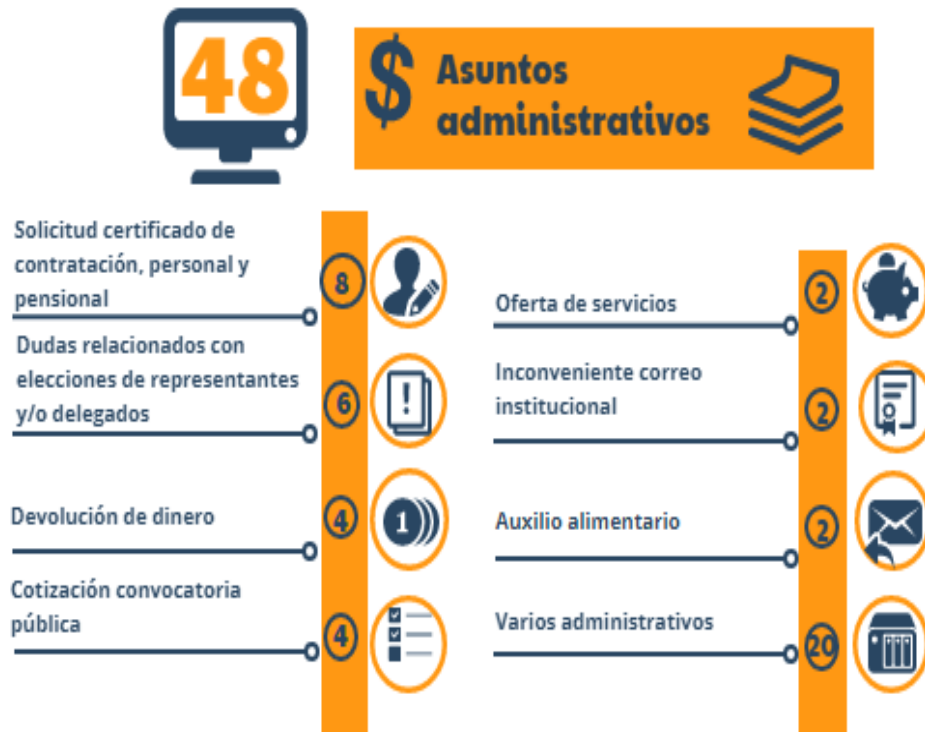 48
$ Asuntos
administrativos
Solicitud certificado de
contratación, personal y
pensional
8
Dudas relacionados con
elecciones de representantes
y/o delegados
6
!
Devolución de dinero
4
1
Cotización convocatoria
pública
4
Oferta de servicios
2
Inconveniente correo
institucional
2
Auxilio alimentario
2
Varios administrativos
20